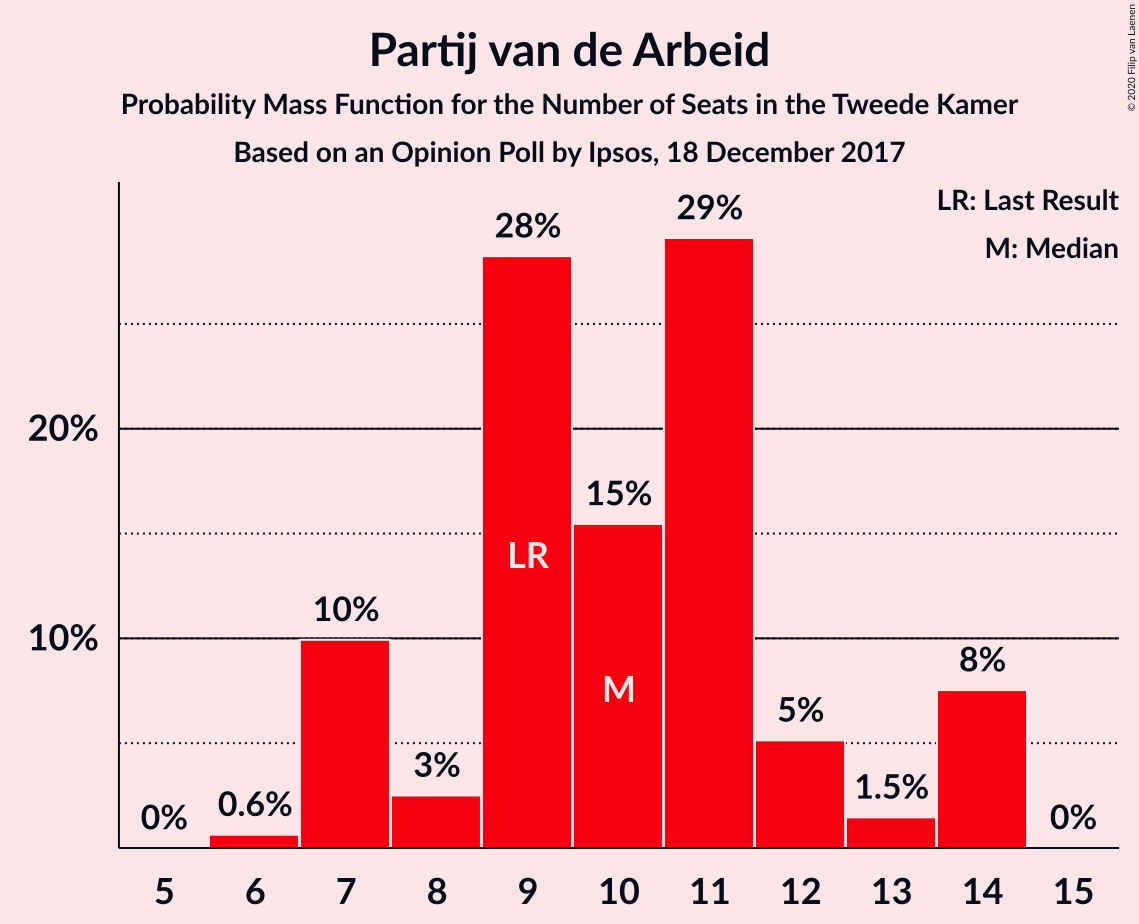 Partij van de Arbeid
Probability Mass Function for the Number of Seats in the Tweede Kamer
Based on an Opinion Poll by Ipsos, 18 December 2017
© 2020 Filip van Laenen
LR: Last Result
M: Median
20%
10%
0%
0.6%
10%
3%
28%
15%
29%
5%
1.5%
8%
0%
LR
M
5 6 7 8 9 10 11 12 13 14 15